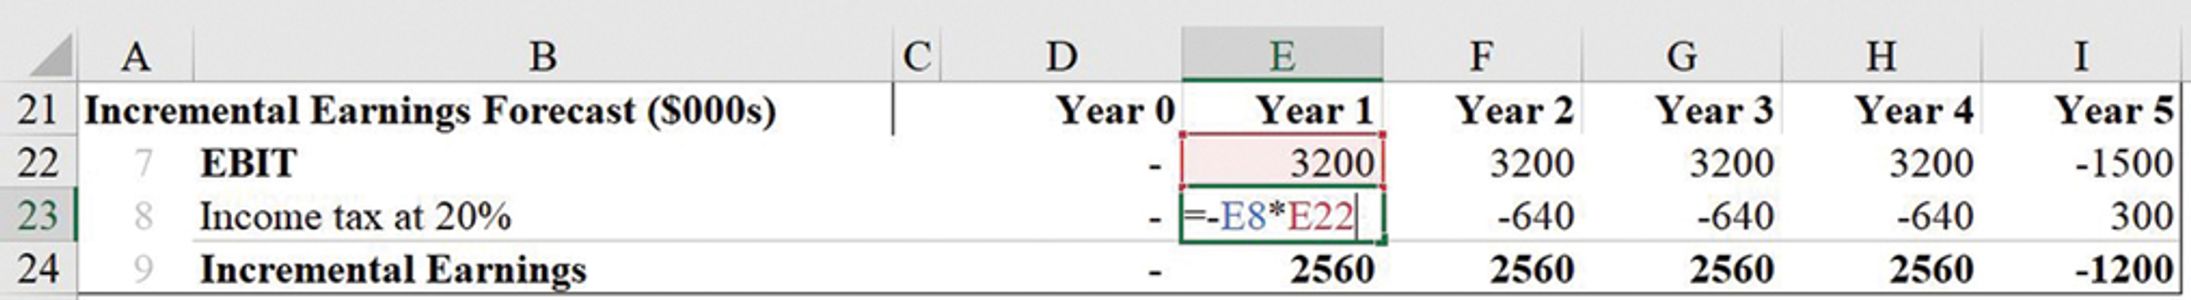 A B C D E F G H I
21 Incremental Earnings Forecast ($000s) Year 0 Year 1 Year 2 Year 3 Year 4 Year 5
22 7 EBIT - 3200 3200 3200 3200 -1500
23 8 Income tax at 20% - =-E8*E22 -640 -640 -640 300
24 9 Incremental Earnings - 2560 2560 2560 2560 -1200